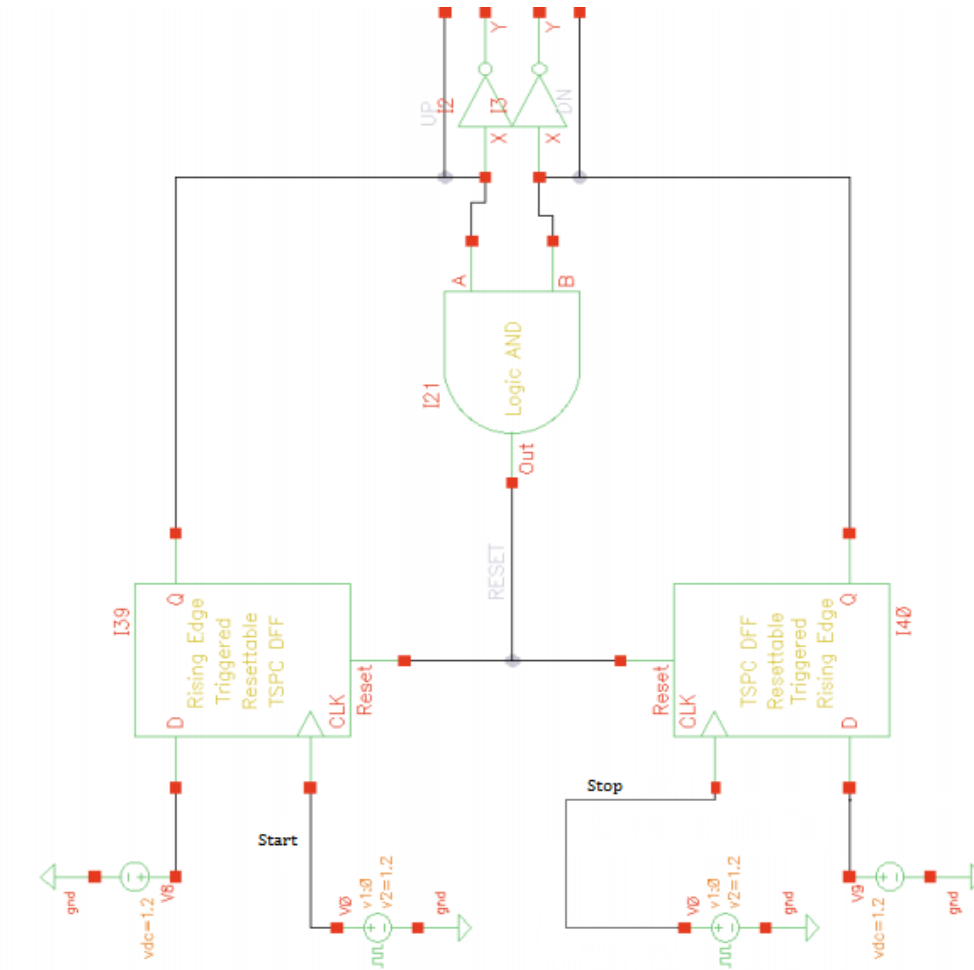 Y
Y
UP
I2
I3
DN
X
X
A
B
Logic AND
I21
Out
RESET
I39
Q
Rising Edge
Triggered
Resettable
TSPC DFF
D
CLK
Reset
Reset
CLK
TSPC DFF
Resettable
Triggered
Rising Edge
Q
D
I40
Start
Stop
gnd
vdc=1.2
V8
V0
v1:0
v2=1.2
gnd
V0
v1:0
v2=1.2
gnd
V9
vdc=1.2
gnd